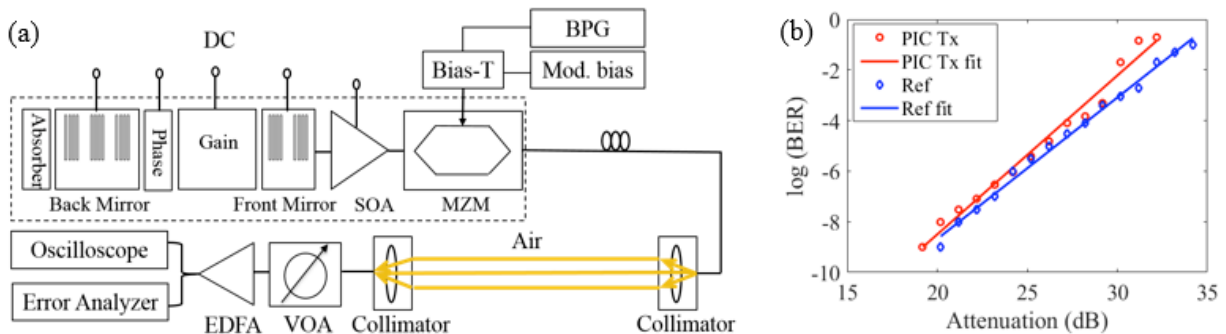 (a)
DC
BPG
Bias-T
Mod. bias
Absorber
Phase
Gain
Back Mirror
Front Mirror
SOA
MZM
Oscilloscope
Error Analyzer
EDFA
VOA
Collimator
Air
Collimator
(b)
PIC Tx
PIC Tx fit
Ref
Ref fit
log (BER)
0
-2
-4
-6
-8
-10
15
20
25
30
35
Attenuation (dB)